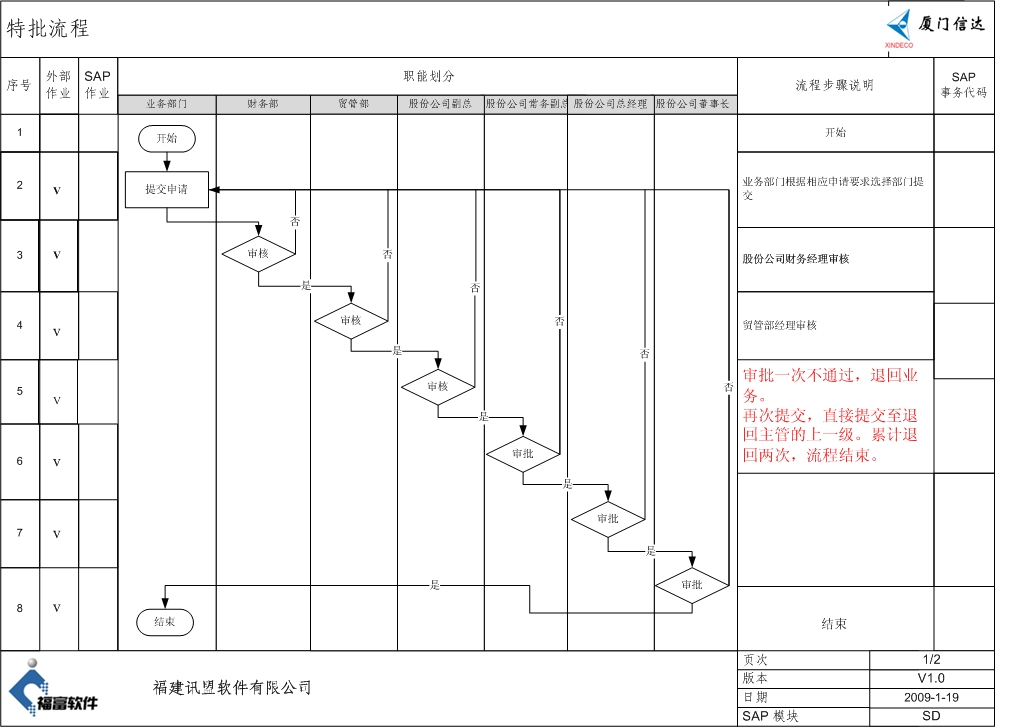 特批流程
厦门信达
XINDECO
序号
外部
作业
SAP
作业
职能划分
流程步骤说明
SAP
事务代码
业务部门
财务部
贸管部
股份公司副总
股份公司常务副总
股份公司总经理
股份公司董事长
1
开始
开始
2
V
提交申请
业务部门根据相应申请要求选择部门提
交
否
3
V
审核
否
股份公司财务经理审核
是
否
4
V
审核
否
贸管部经理审核
是
否
5
V
审核
否
审批一次不通过，退回业
务。
再次提交，直接提交至退
回主管的上一级。累计退
回两次，流程结束。
是
6
V
审批
是
7
V
审批
是
8
V
审批
是
结束
结束
福富软件
福建讯盟软件有限公司
页次
1/2
版本
V1.0
日期
2009-1-19
SAP 模块
SD